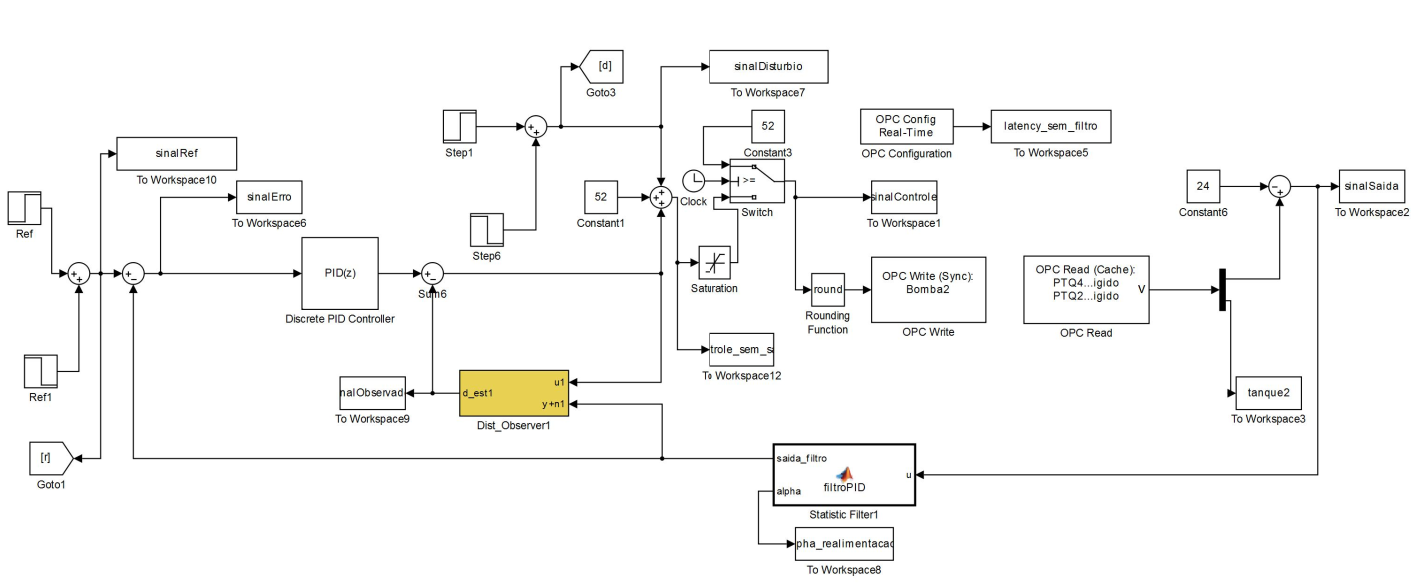 [d]
Goto3
sinalDisturbio
To Workspace7
Step1
52
Constant3
OPC Config
Real-Time
OPC Configuration
latency_sem_filtro
To Workspace5
sinalRef
To Workspace10
sinalErro
To Workspace6
Ref
52
Constant1
Clock
>=
Switch
sinalControle
To Workspace1
24
Constant6
sinalSaida
To Workspace2
Step6
PID(z)
Discrete PID Controller
Sum6
Saturation
round
Rounding
Function
OPC Write (Sync):
Bomba2
OPC Write
OPC Read (Cache):
PTQ4...igido
PTQ2...igido
V
OPC Read
Ref1
trole_sem_s
To Workspace12
nalObservad
To Workspace9
d_est1
u1
y+n1
Dist_Observer1
tanque2
To Workspace3
[r]
Goto1
saida_filtro
alpha
u
filtroPID
Statistic Filter1
pha_realimentacac
To Workspace8